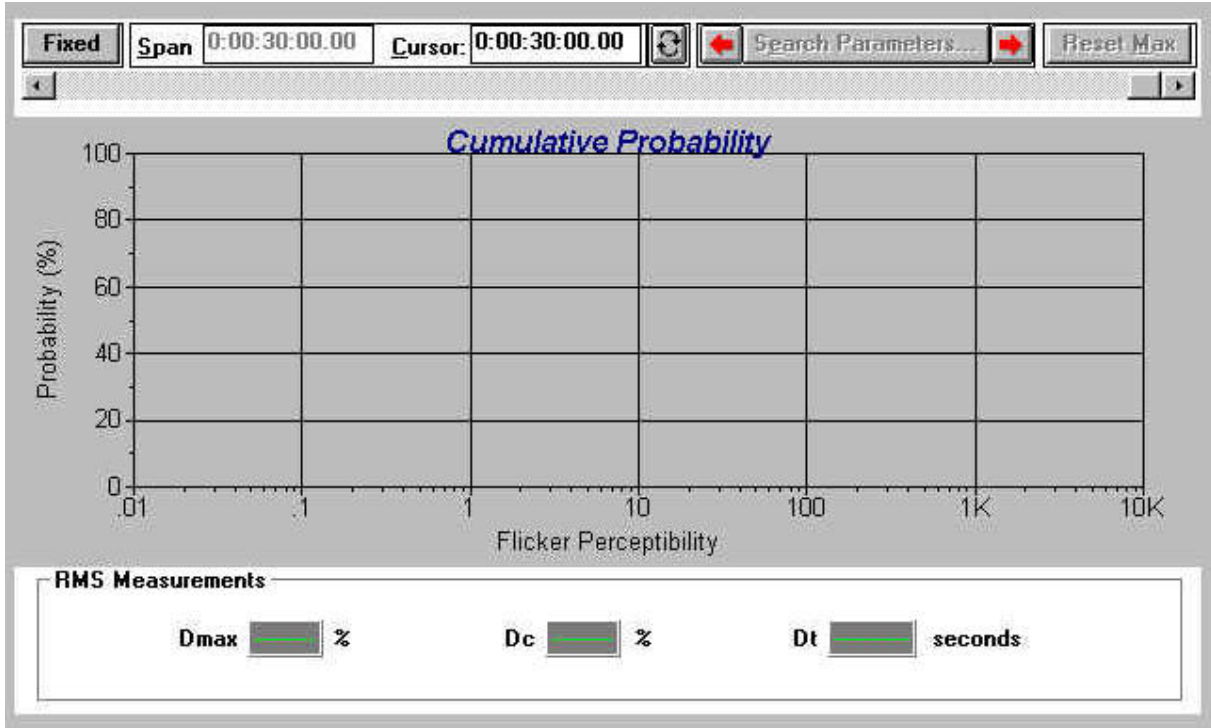 Fixed Span 0:00:30:00.00 Cursor: 0:00:30:00.00 Search Parameters... Reset Max
Cumulative Probability
100
80
60
40
20
0
Probability (%)
.01 .1 1 10 100 1K 10K
Flicker Perceptibility
RMS Measurements
Dmax % Dc % Dt seconds